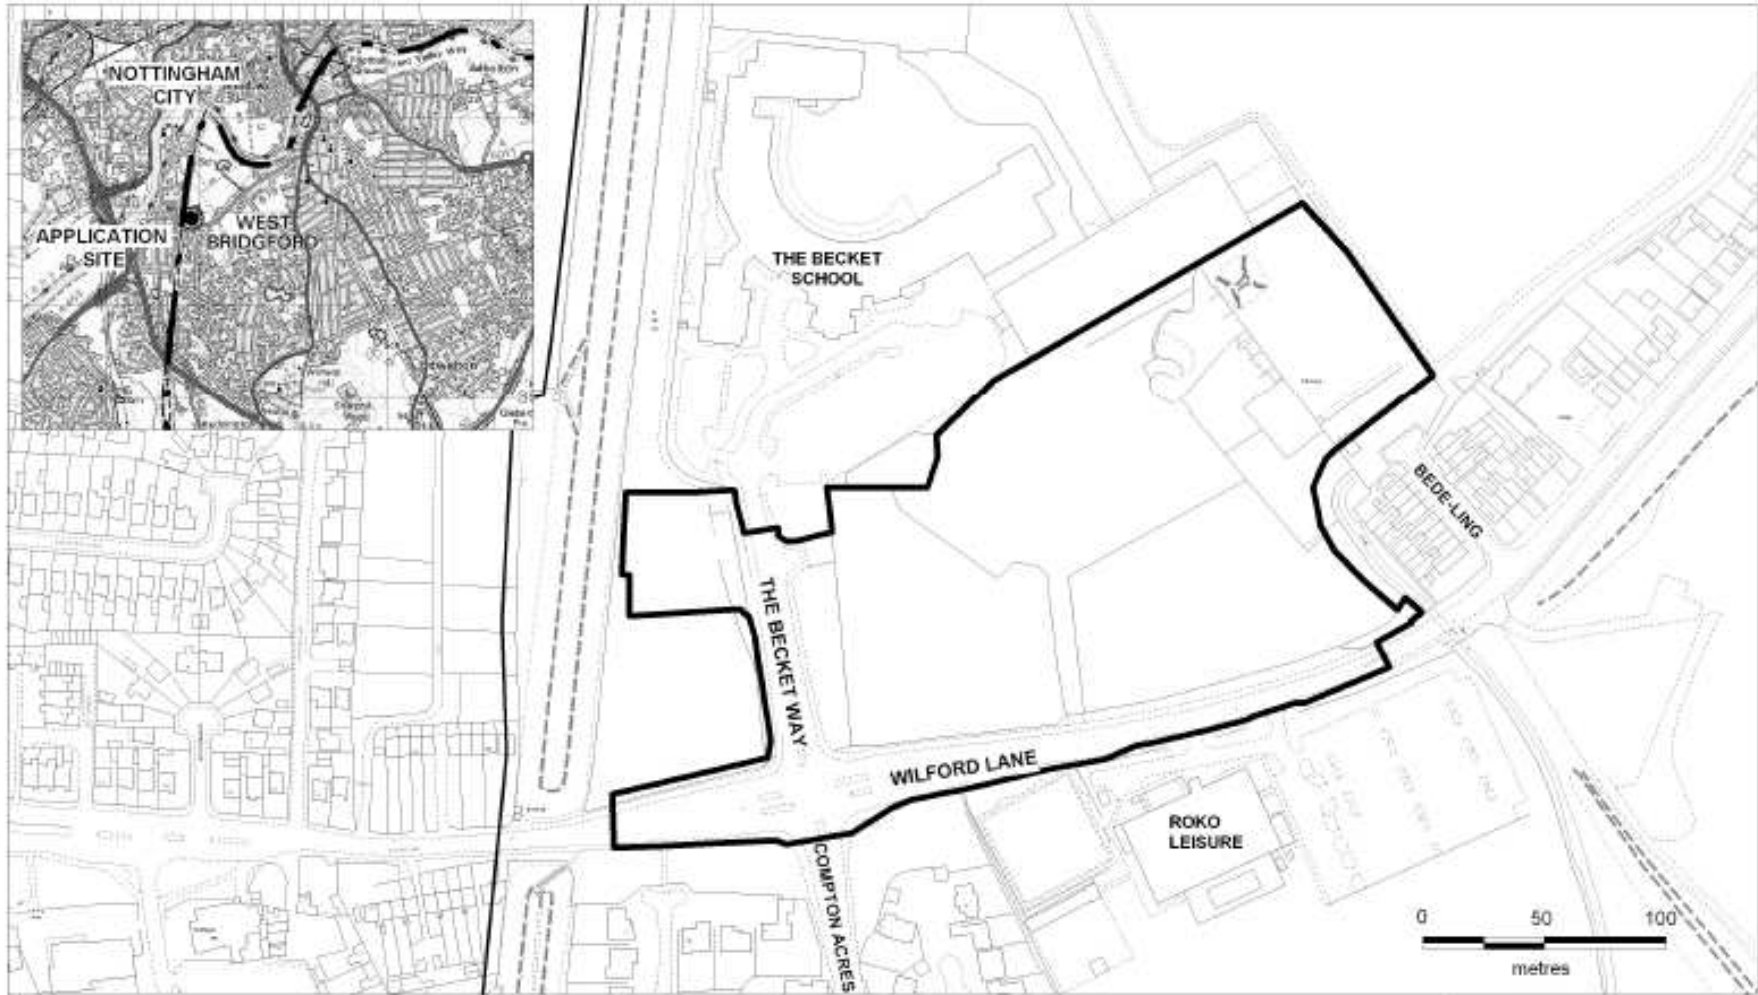 NOTTINGHAM
CITY
WEST
BRIDGFORD
APPLICATION
SITE
THE BECKET
SCHOOL
BEDE-LING
THE BECKET WAY
WILFORD LANE
ROKO
LEISURE
COMPTON ACRES
0 50 100
metres